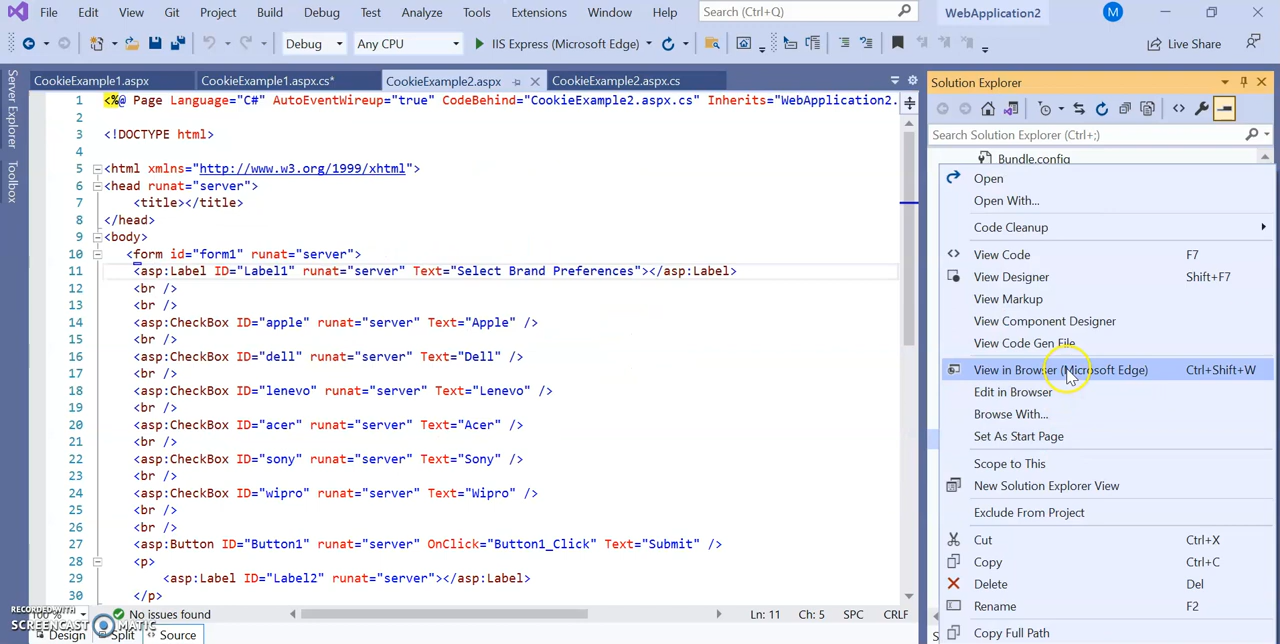 File Edit View Git Project Build Debug Test Analyze Tools Extensions Window Help Search (Ctrl+Q) WebApplication2 M
Debug Any CPU IIS Express (Microsoft Edge) Live Share
Server Explorer
Toolbox
CookieExample1.aspx CookieExample1.aspx.cs* CookieExample2.aspx CookieExample2.aspx.cs
1 <%@ Page Language="C#" AutoEventWireup="true" CodeBehind="CookieExample2.aspx.cs" Inherits="WebApplication2.
2
3 <!DOCTYPE html>
4
5 <html xmlns="http://www.w3.org/1999/xhtml">
6 <head runat="server">
7 <title></title>
8 </head>
9 <body>
10 <form id="form1" runat="server">
11 <asp:Label ID="Label1" runat="server" Text="Select Brand Preferences"></asp:Label>
12 <br />
13 <br />
14 <asp:CheckBox ID="apple" runat="server" Text="Apple" />
15 <br />
16 <asp:CheckBox ID="dell" runat="server" Text="Dell" />
17 <br />
18 <asp:CheckBox ID="lenevo" runat="server" Text="Lenevo" />
19 <br />
20 <asp:CheckBox ID="acer" runat="server" Text="Acer" />
21 <br />
22 <asp:CheckBox ID="sony" runat="server" Text="Sony" />
23 <br />
24 <asp:CheckBox ID="wipro" runat="server" Text="Wipro" />
25 <br />
26 <br />
27 <asp:Button ID="Button1" runat="server" OnClick="Button1_Click" Text="Submit" />
28 <p>
29 <asp:Label ID="Label2" runat="server"></asp:Label>
30 </p>
No issues found Ln: 11 Ch: 5 SPC CRLF
Design Split Source
RECORDED WITH
SCREENCAST MATIC
Solution Explorer
Search Solution Explorer (Ctrl+;)
Bundle.config
Open
Open With...
Code Cleanup
View Code F7
View Designer Shift+F7
View Markup
View Component Designer
View Code Gen File
View in Browser (Microsoft Edge) Ctrl+Shift+W
Edit in Browser
Browse With...
Set As Start Page
Scope to This
New Solution Explorer View
Exclude From Project
Cut Ctrl+X
Copy Ctrl+C
Delete Del
Rename F2
Copy Full Path